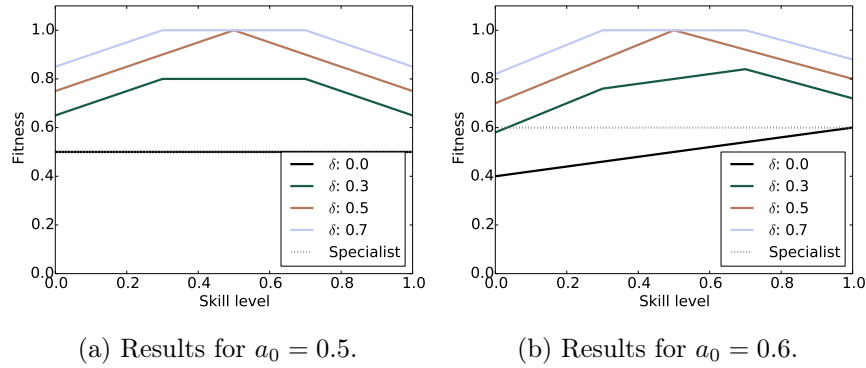 1.0
0.8
0.6
0.4
0.2
0.0
Fitness
0.0 0.2 0.4 0.6 0.8 1.0
Skill level
δ: 0.0
δ: 0.3
δ: 0.5
δ: 0.7
Specialist
(a) Results for a₀ = 0.5.
1.0
0.8
0.6
0.4
0.2
0.0
Fitness
0.0 0.2 0.4 0.6 0.8 1.0
Skill level
δ: 0.0
δ: 0.3
δ: 0.5
δ: 0.7
Specialist
(b) Results for a₀ = 0.6.